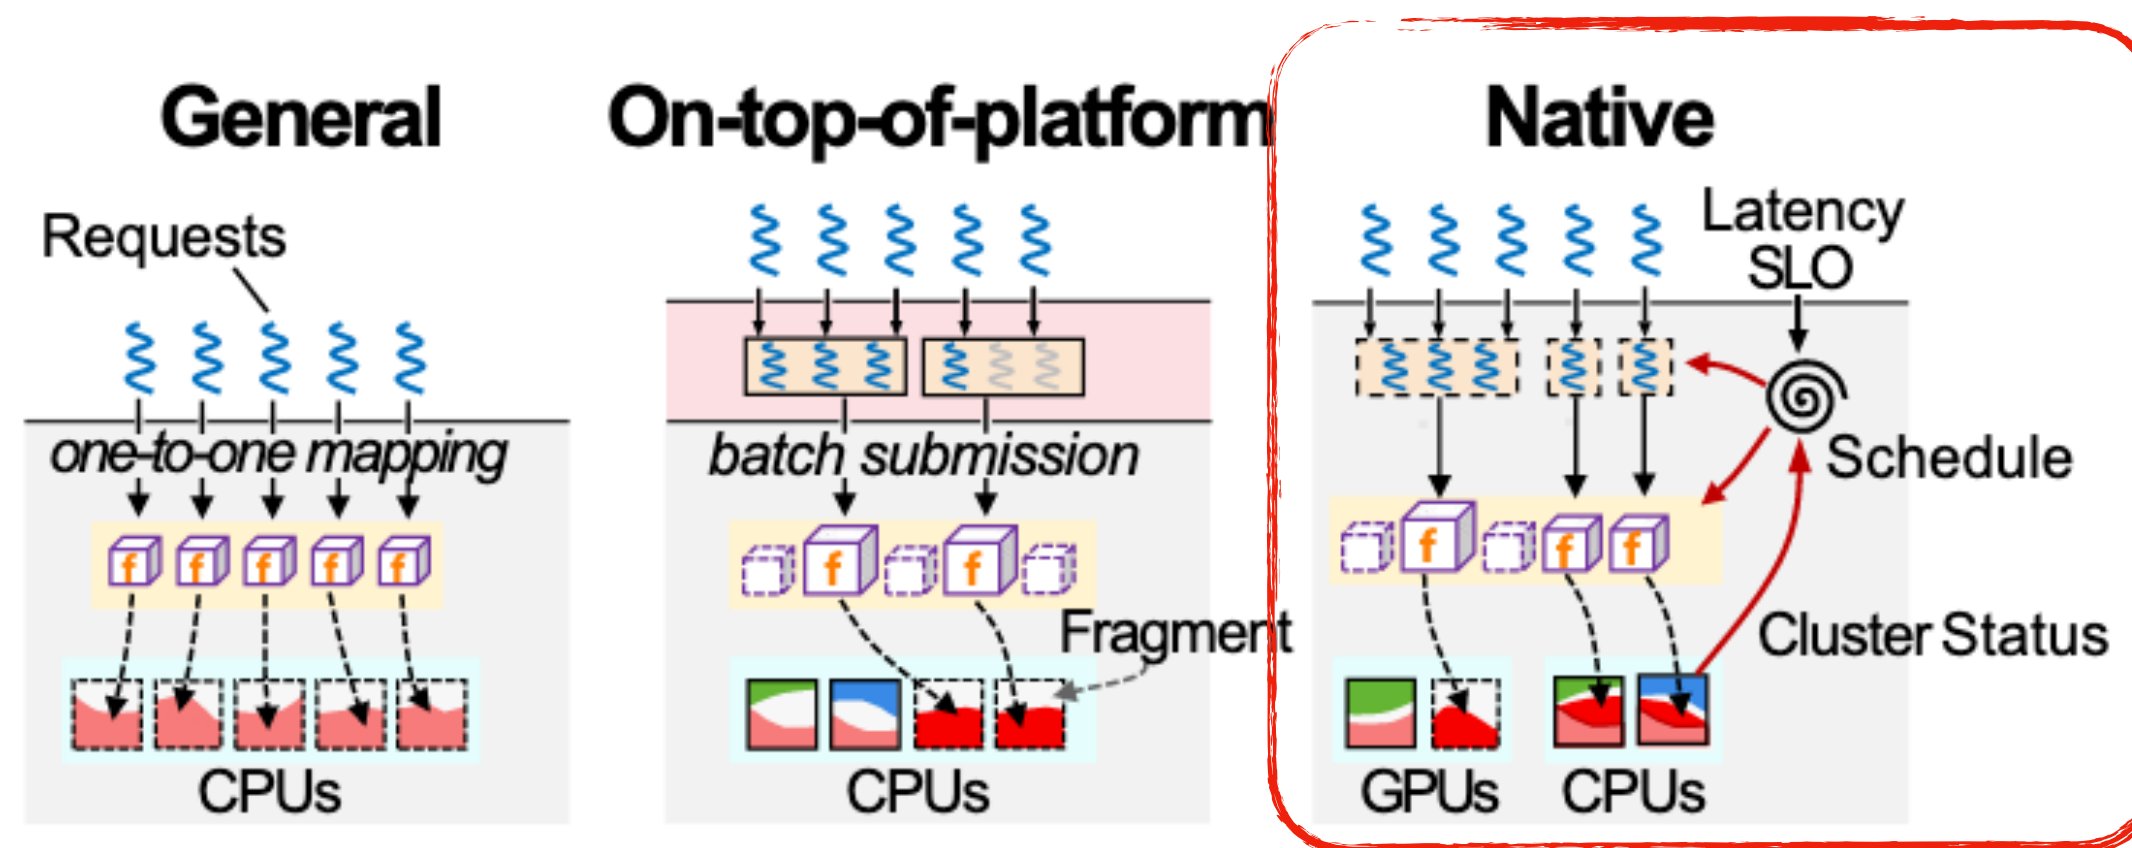 General
On-top-of-platform
Native
Requests
one-to-one mapping
f f f f f
CPUs
batch submission
f f
Fragment
CPUs
Latency
SLO
Schedule
f f f
Cluster Status
GPUs
CPUs